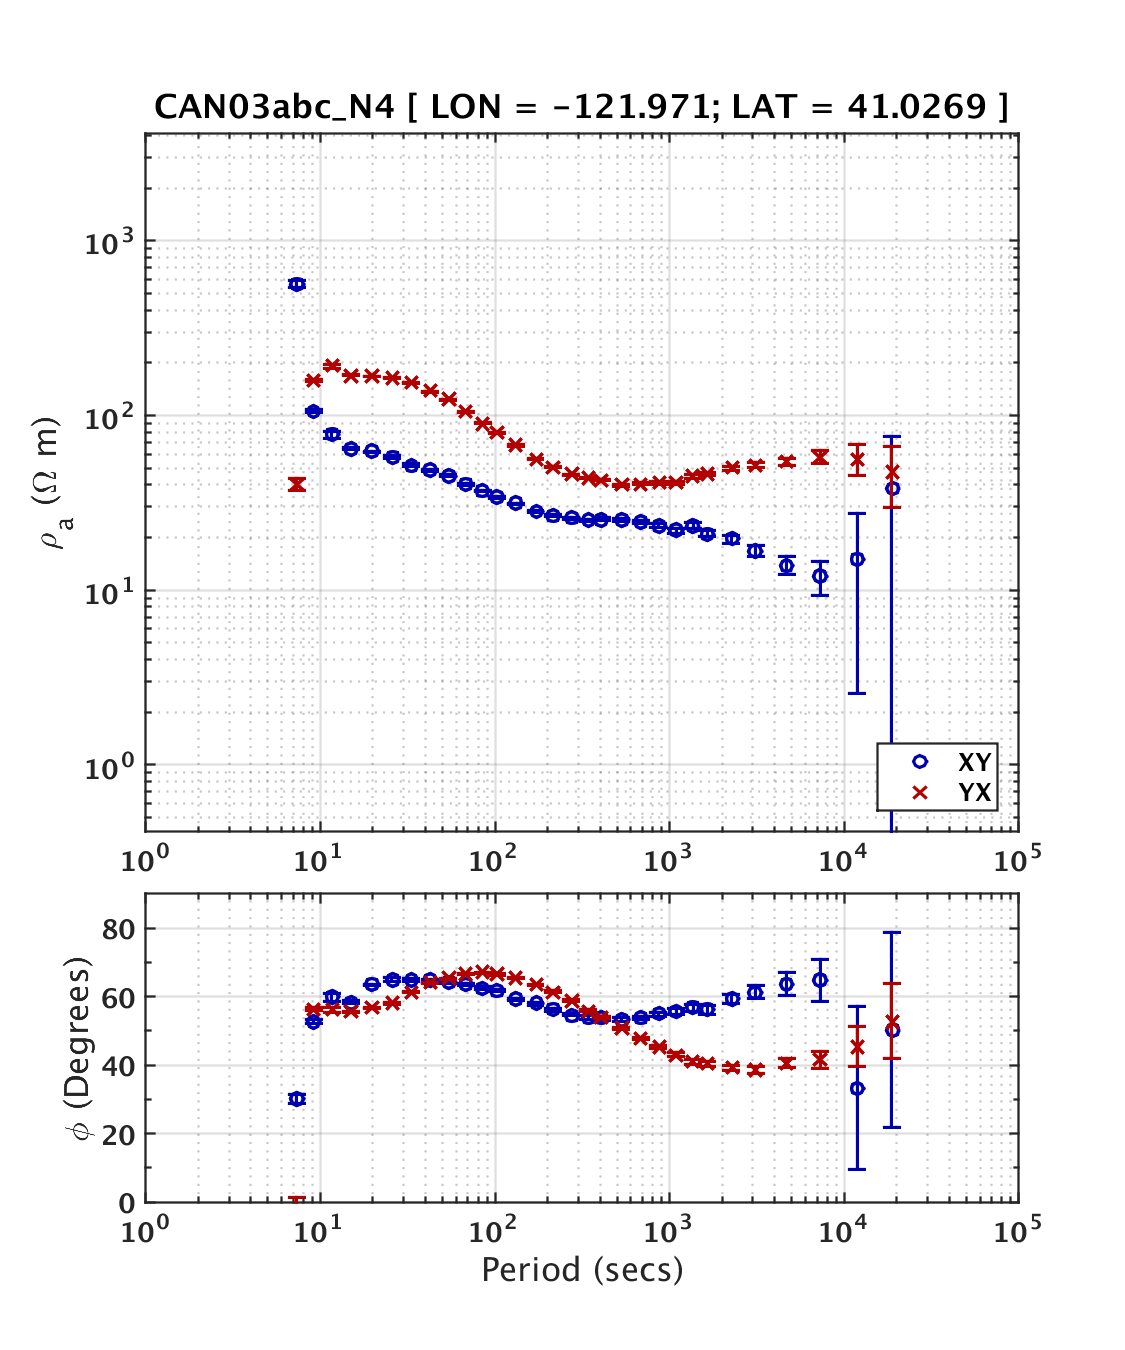 CAN03abc_N4 [ LON = -121.971; LAT = 41.0269 ]
10³
10²
10¹
10⁰
ρa (Ω m)
XY
YX
10⁰ 10¹ 10² 10³ 10⁴ 10⁵
80
60
40
20
0
ϕ (Degrees)
10⁰ 10¹ 10² 10³ 10⁴ 10⁵
Period (secs)